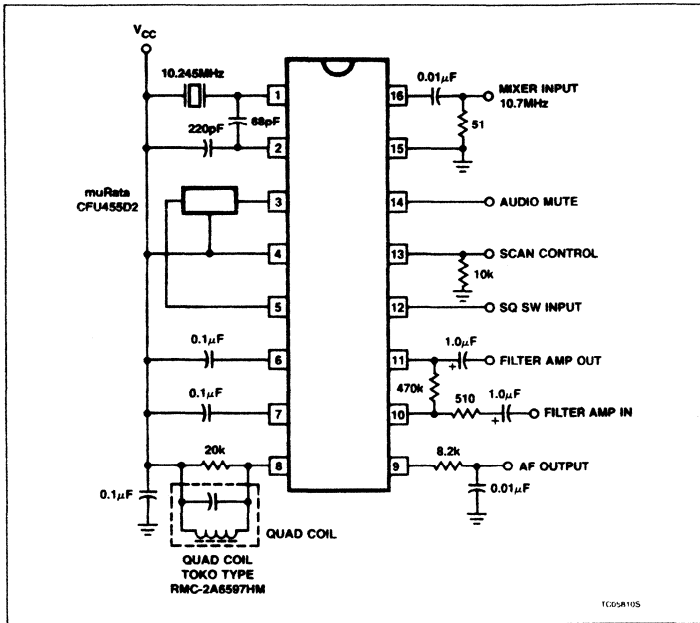 VCC
10.245MHz
1
16
0.01µF
MIXER INPUT
10.7MHz
68pF
51
220pF
2
15
muRata
CFU455D2
3
14
AUDIO MUTE
4
13
SCAN CONTROL
10k
5
12
SQ SW INPUT
0.1µF
6
11
1.0µF
FILTER AMP OUT
+
470k
0.1µF
7
10
510
1.0µF
+
FILTER AMP IN
20k
8
9
8.2k
AF OUTPUT
0.1µF
0.01µF
QUAD COIL
QUAD COIL
TOKO TYPE
RMC-2A6597HM
TC05810S